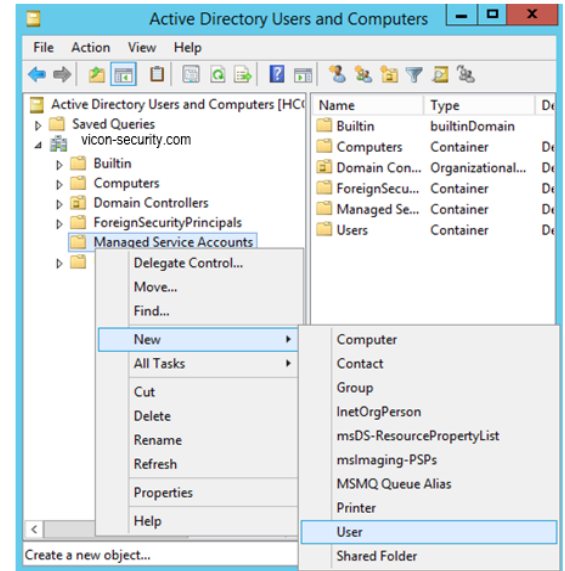 Active Directory Users and Computers
x
File Action View Help
Active Directory Users and Computers [HC
Saved Queries
vicon-security.com
Builtin
Computers
Domain Controllers
ForeignSecurityPrincipals
Managed Service Accounts
Name Type De
Builtin builtinDomain
Computers Container De
Domain Con... Organizational... De
ForeignSecu... Container De
Managed Se... Container De
Users Container De
Delegate Control...
Move...
Find...
New
All Tasks
Cut
Delete
Rename
Refresh
Properties
Help
Computer
Contact
Group
InetOrgPerson
msDS-ResourcePropertyList
msImaging-PSPs
MSMQ Queue Alias
Printer
User
Shared Folder
Create a new object...